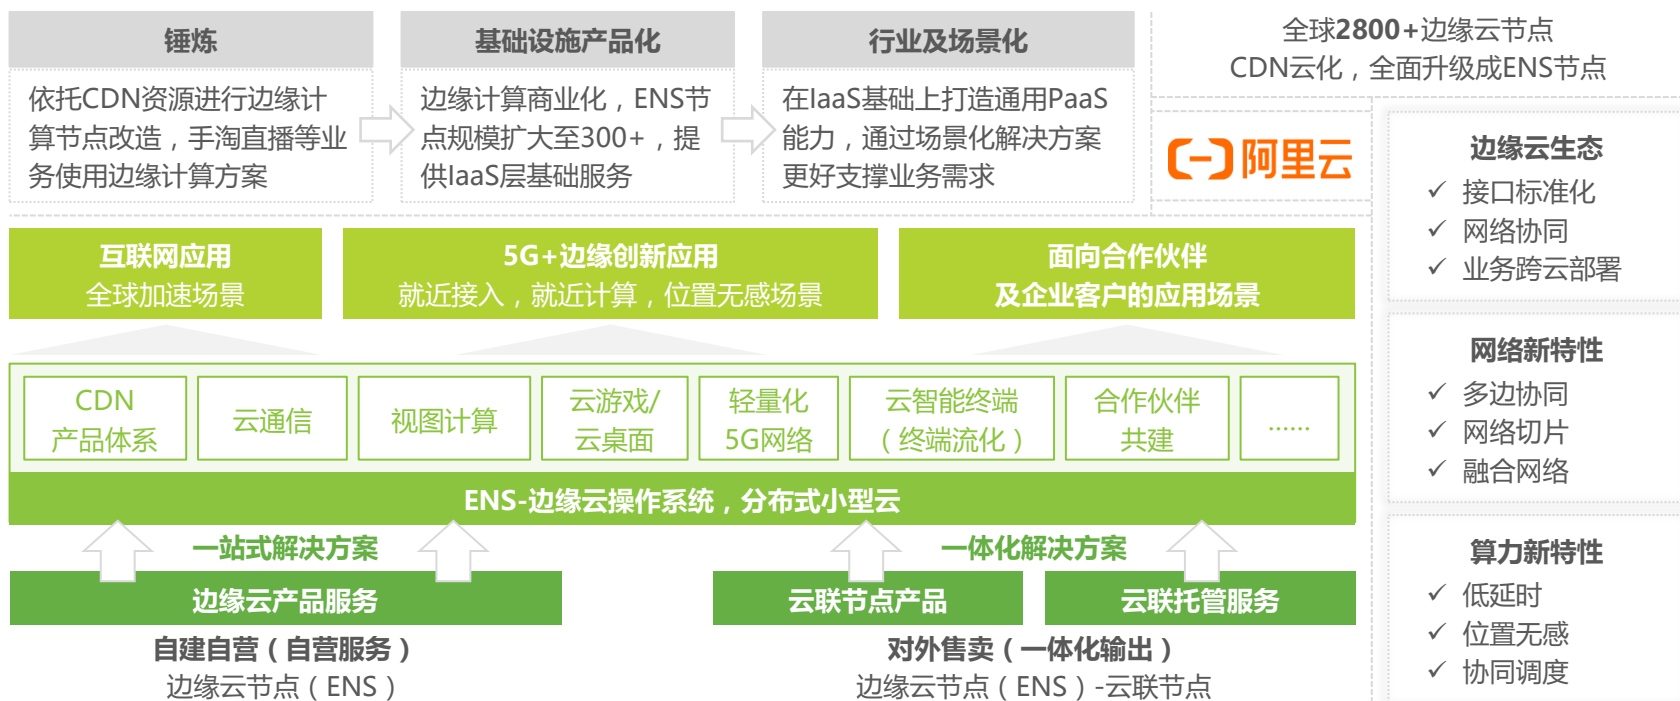 锤炼
依托CDN资源进行边缘计
算节点改造，手淘直播等业
务使用边缘计算方案
基础设施产品化
边缘计算商业化，ENS节
点规模扩大至300+，提
供IaaS层基础服务
行业及场景化
在IaaS基础上打造通用PaaS
能力，通过场景化解决方案
更好支撑业务需求
全球2800+边缘云节点
CDN云化，全面升级成ENS节点
阿里云
互联网应用
全球加速场景
5G+边缘创新应用
就近接入，就近计算，位置无感场景
面向合作伙伴
及企业客户的应用场景
CDN
产品体系
云通信
视图计算
云游戏/
云桌面
轻量化
5G网络
云智能终端
（终端流化）
合作伙伴
共建
......
ENS-边缘云操作系统，分布式小型云
一站式解决方案
一体化解决方案
边缘云产品服务
云联节点产品
云联托管服务
自建自营（自营服务）
边缘云节点（ENS）
对外售卖（一体化输出）
边缘云节点（ENS）-云联节点
边缘云生态
✓ 接口标准化
✓ 网络协同
✓ 业务跨云部署
网络新特性
✓ 多边协同
✓ 网络切片
✓ 融合网络
算力新特性
✓ 低延时
✓ 位置无感
✓ 协同调度